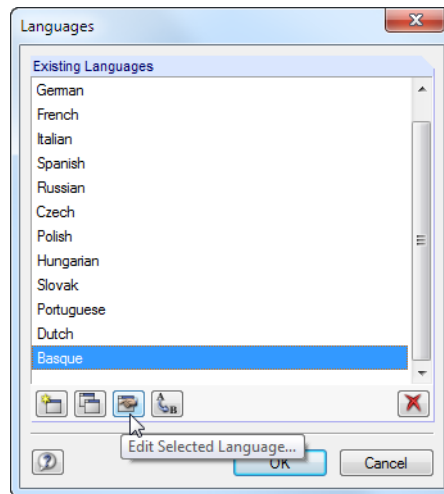 Languages
Existing Languages
German
French
Italian
Spanish
Russian
Czech
Polish
Hungarian
Slovak
Portuguese
Dutch
Basque
A
B
Edit Selected Language...
OK
Cancel